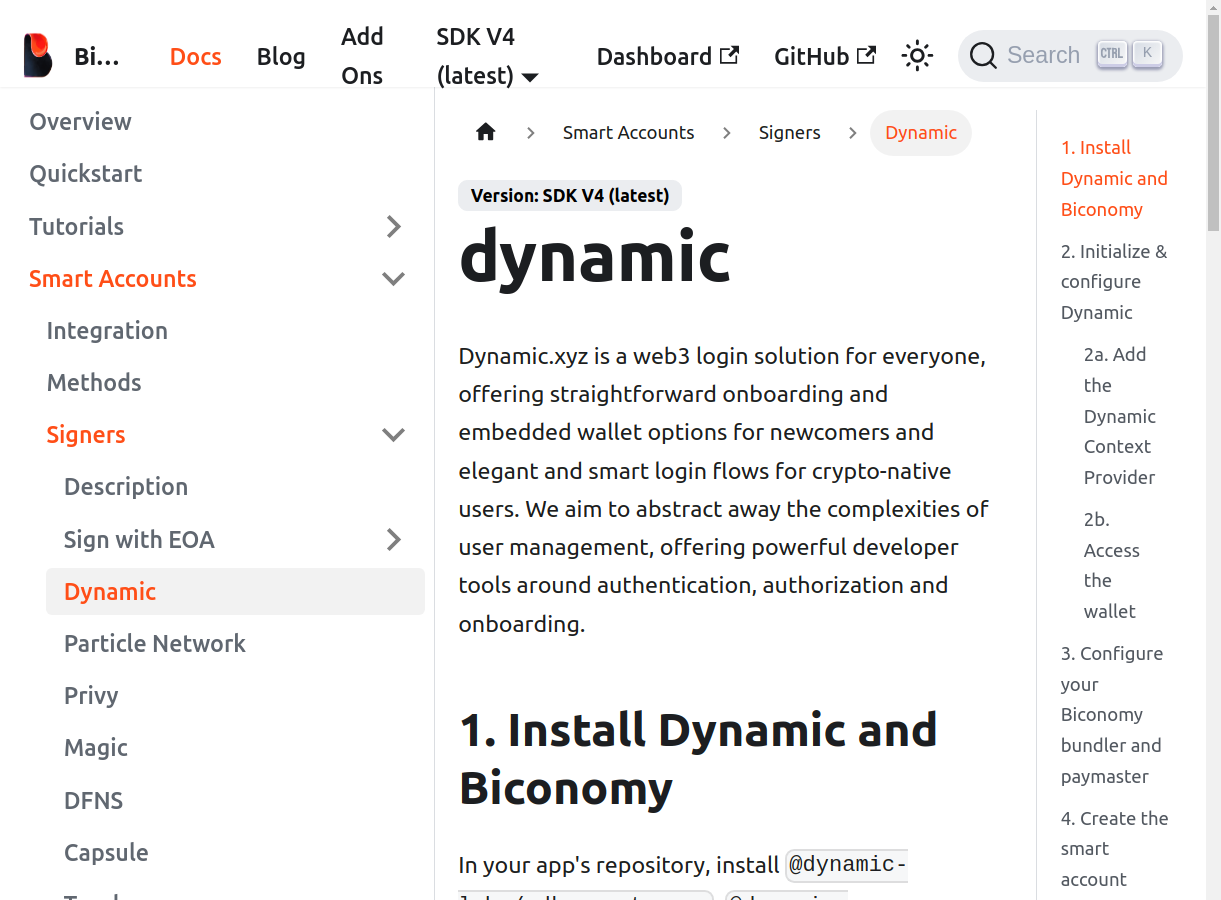 Bi...
Docs
Blog
Add
Ons
SDK V4
(latest)
Dashboard
GitHub
Search
CTRL
K
Overview
Quickstart
Tutorials
Smart Accounts
Integration
Methods
Signers
Description
Sign with EOA
Dynamic
Particle Network
Privy
Magic
DFNS
Capsule
Smart Accounts
Signers
Dynamic
Version: SDK V4 (latest)
dynamic
Dynamic.xyz is a web3 login solution for everyone,
offering straightforward onboarding and
embedded wallet options for newcomers and
elegant and smart login flows for crypto-native
users. We aim to abstract away the complexities of
user management, offering powerful developer
tools around authentication, authorization and
onboarding.
1. Install Dynamic and
Biconomy
In your app's repository, install @dynamic-
1. Install
Dynamic and
Biconomy
2. Initialize &
configure
Dynamic
2a. Add
the
Dynamic
Context
Provider
2b.
Access
the
wallet
3. Configure
your
Biconomy
bundler and
paymaster
4. Create the
smart
account